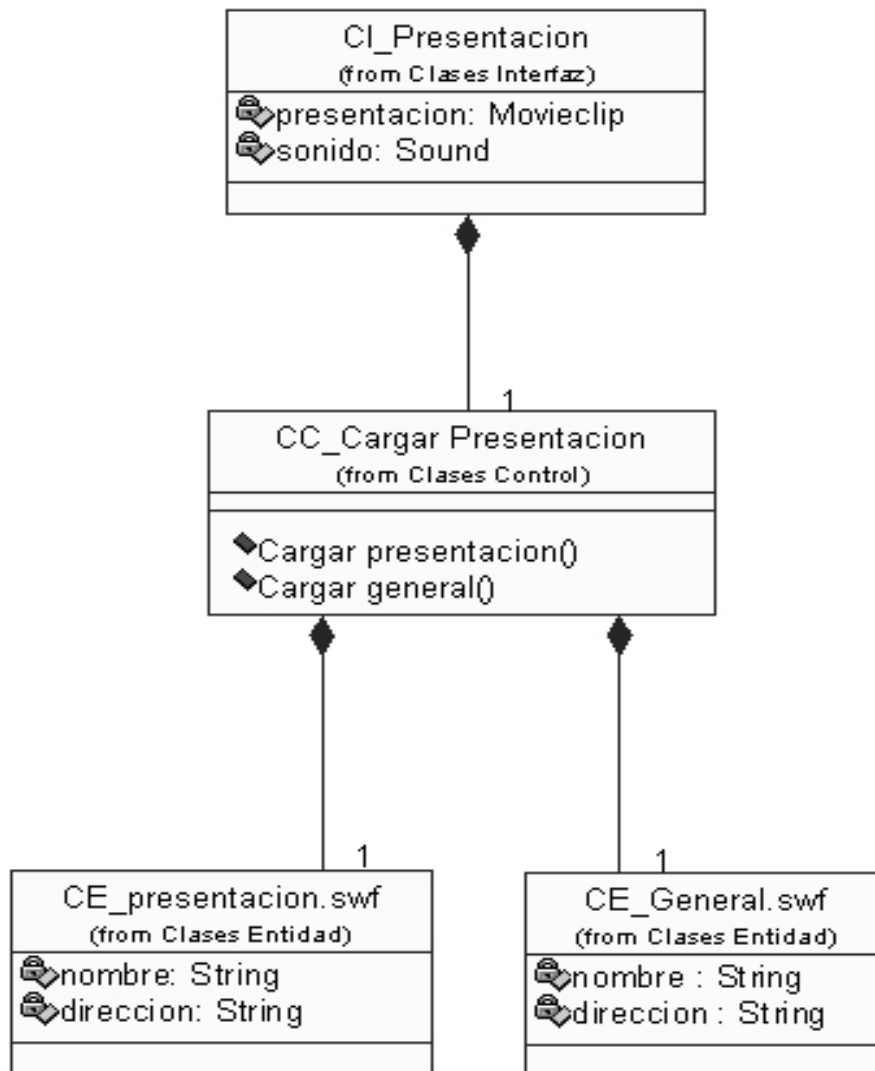 CI_Presentacion
(from Clases Interfaz)
presentacion: Movieclip
sonido: Sound
1
CC_Cargar Presentacion
(from Clases Control)
Cargar presentacion()
Cargar general()
1
CE_presentacion.swf
(from Clases Entidad)
nombre: String
direccion: String
1
CE_General.swf
(from Clases Entidad)
nombre : String
direccion : String